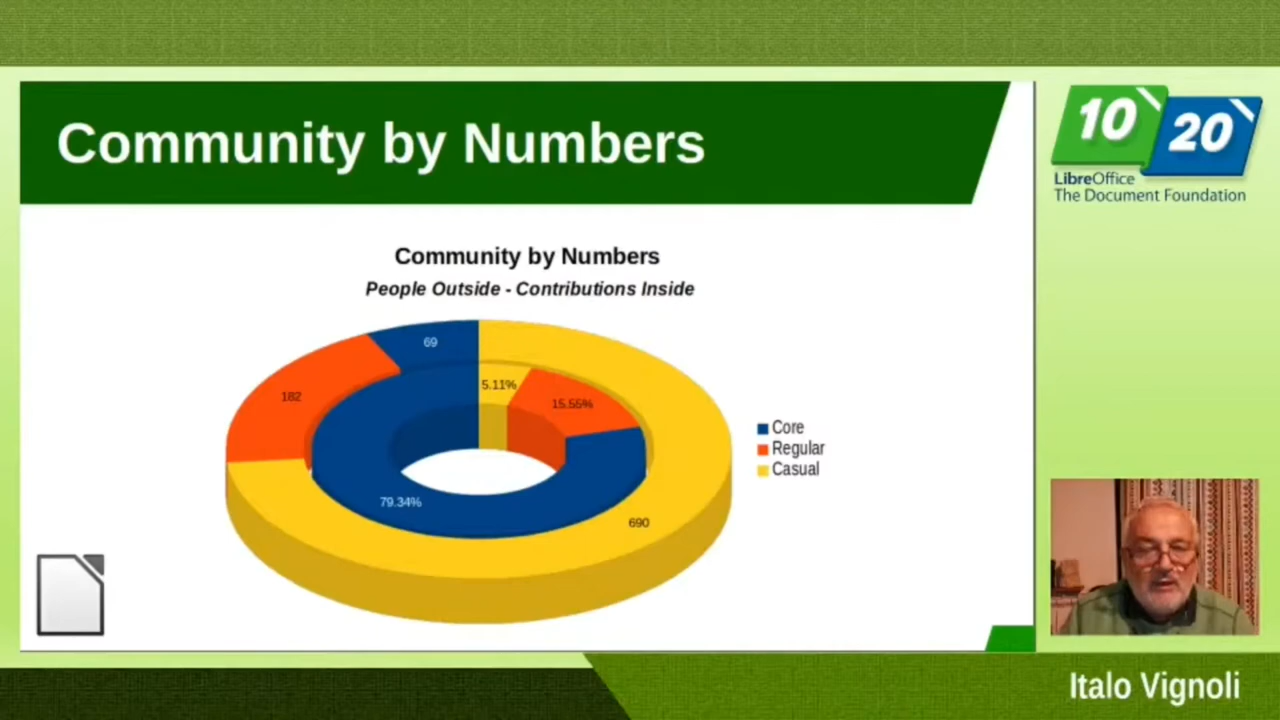 Community by Numbers
10
20
LibreOffice
The Document Foundation
Community by Numbers
People Outside - Contributions Inside
69
5.11%
182
15.55%
79.34%
690
Core
Regular
Casual
Italo Vignoli